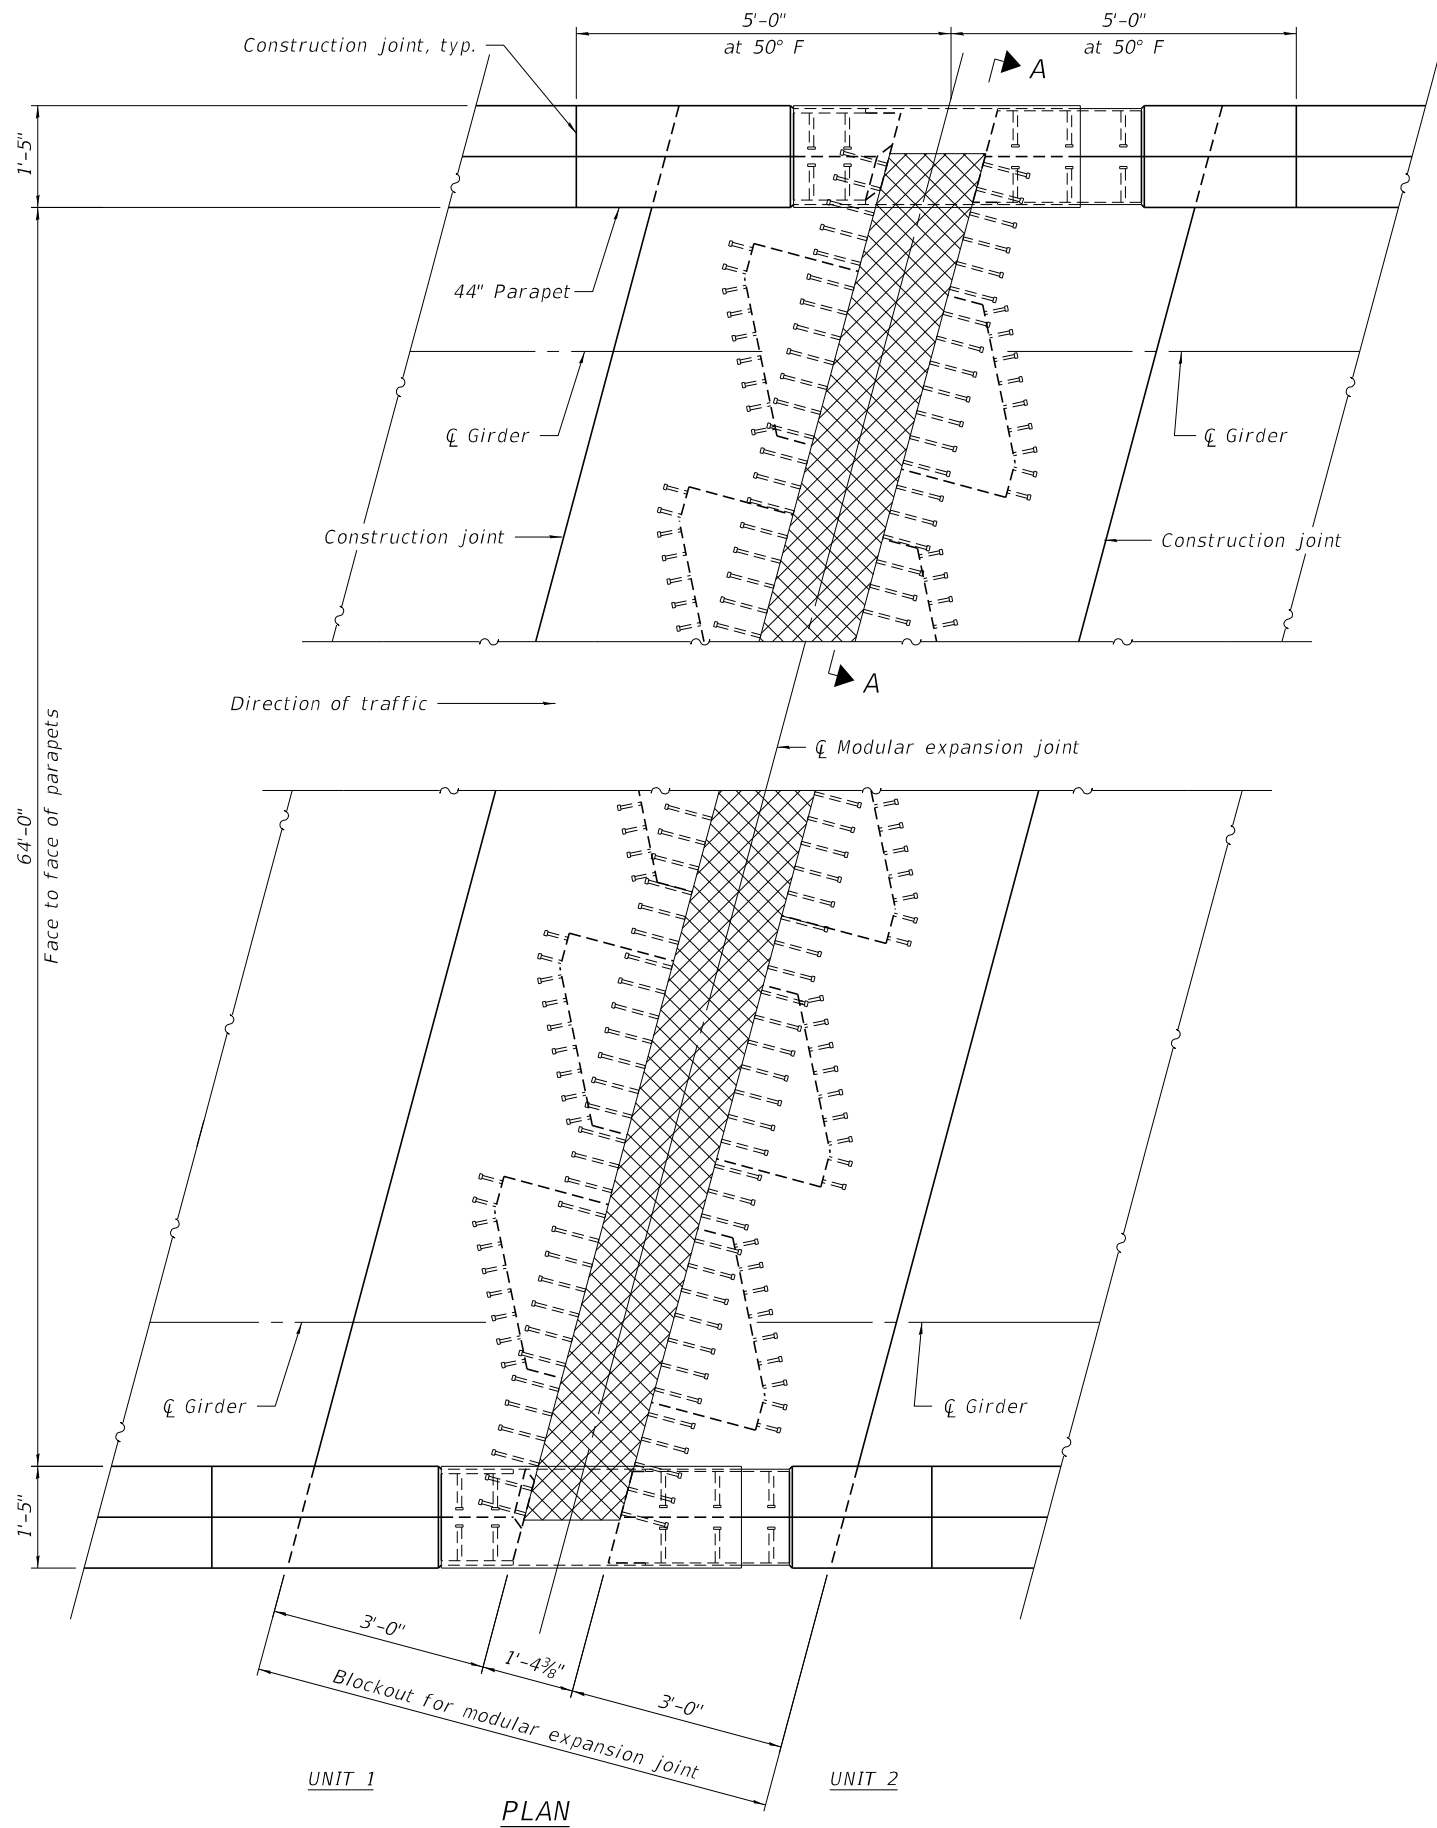 5'-0"
at 50° F
5'-0"
at 50° F
Construction joint, typ.
A
1'-5"
44" Parapet
℄ Girder
℄ Girder
Construction joint
Construction joint
A
Direction of traffic
℄ Modular expansion joint
64'-0"
Face to face of parapets
℄ Girder
℄ Girder
1'-5"
3'-0"
1'-4⅜"
3'-0"
Blockout for modular expansion joint
UNIT 1
UNIT 2
PLAN